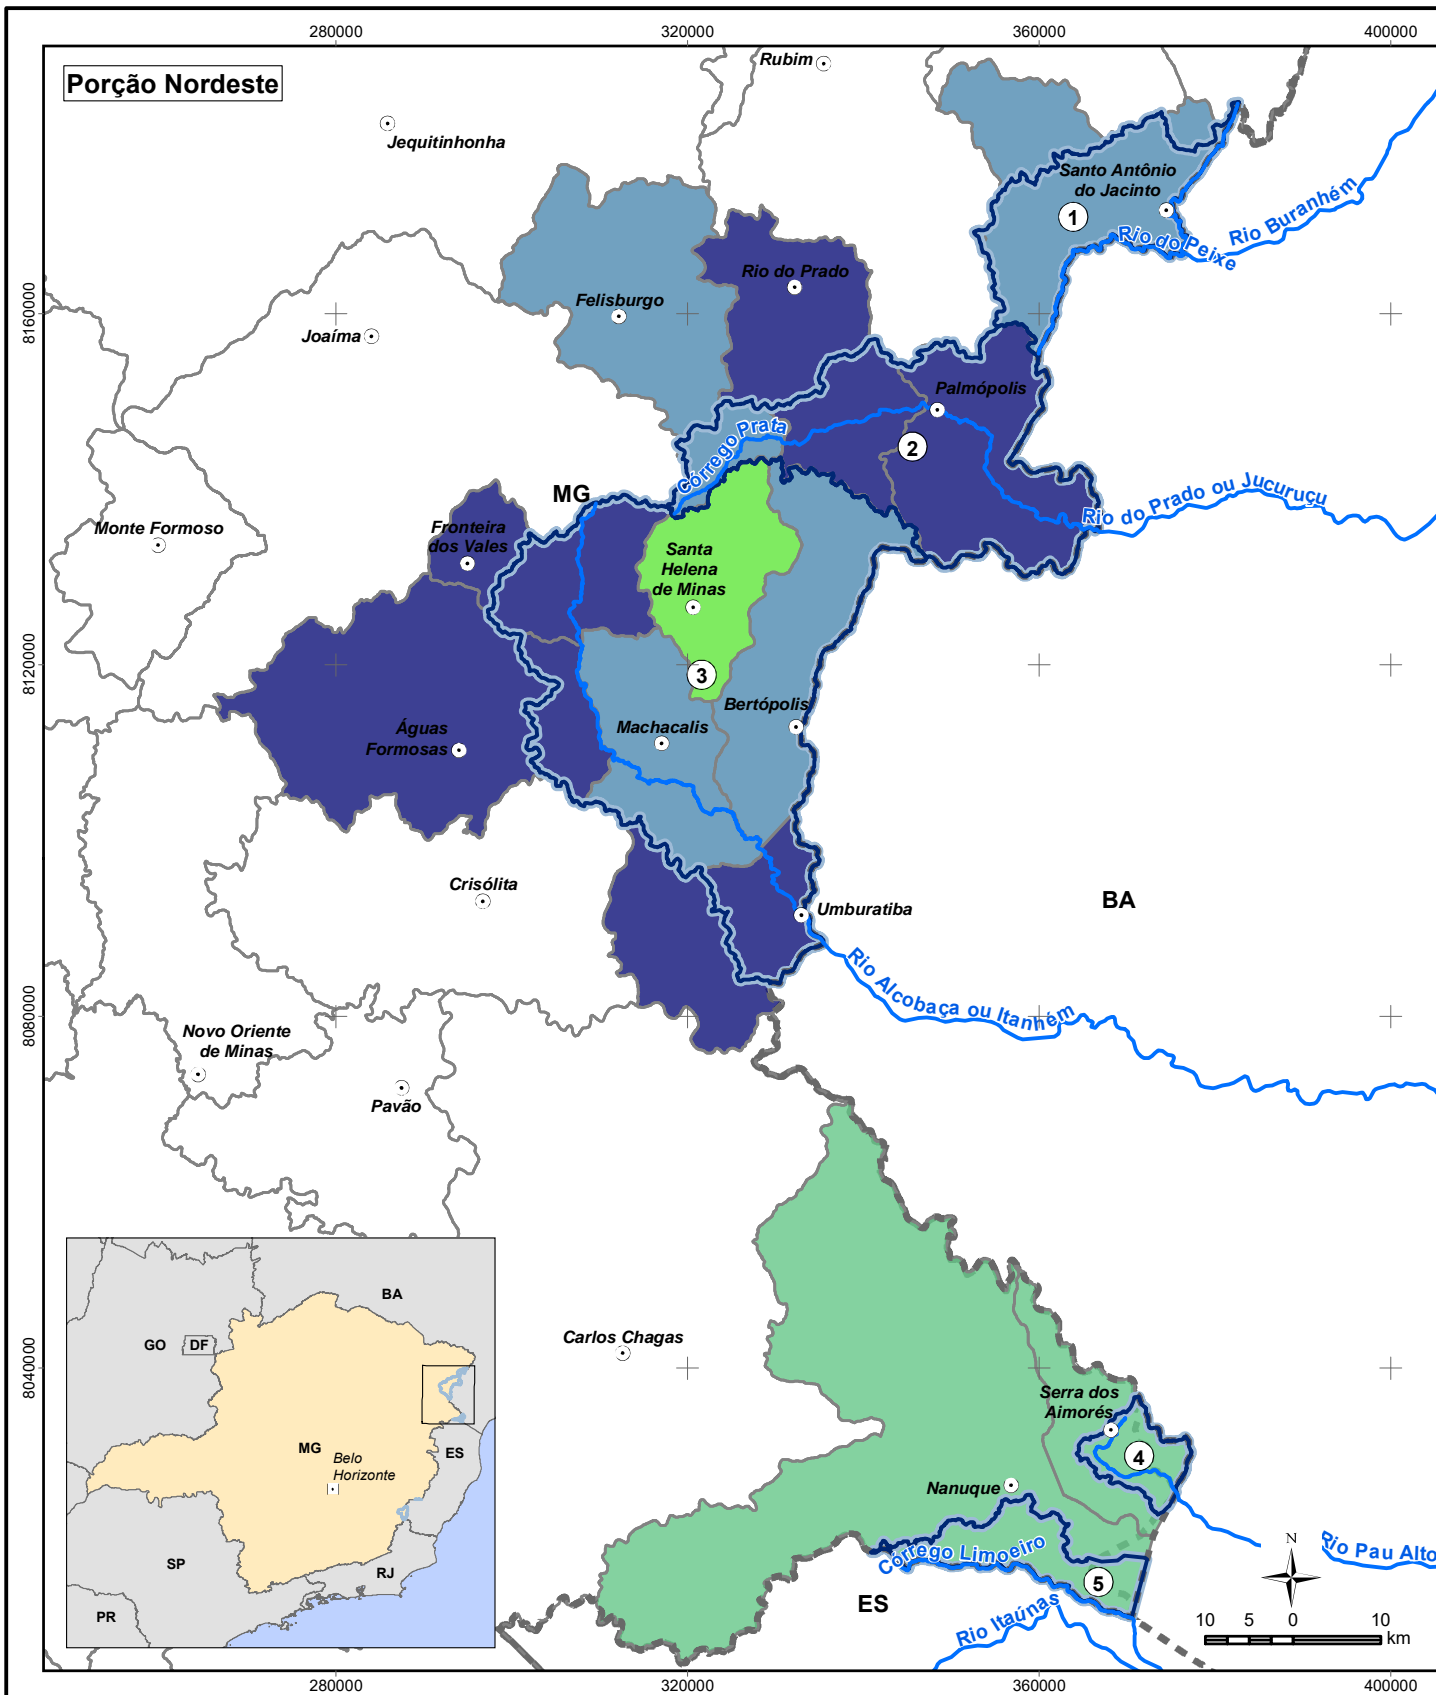 280000
320000
360000
400000
Porção Nordeste
Rubim
Jequitinhonha
Santo Antônio
do Jacinto
1
Rio Buranhém
Rio do Peixe
Rio do Prado
Felisburgo
8160000
Joaíma
Palmópolis
Córrego Prata
2
MG
Rio do Prado ou Jucuruçu
Monte Formoso
Fronteira
dos Vales
Santa
Helena
de Minas
8120000
3
Bertópolis
Machacalis
Águas
Formosas
Crisólita
BA
Umburatiba
Rio Alcobaça ou Itanhém
8080000
Novo Oriente
de Minas
Pavão
BA
GO
DF
MG
Belo
Horizonte
ES
SP
RJ
PR
Carlos Chagas
8040000
Serra dos
Aimorés
4
Nanuque
Córrego Limoeiro
Rio Pau Alto
5
ES
Rio Itaúnas
N
10
5
0
10
km
280000
320000
360000
400000